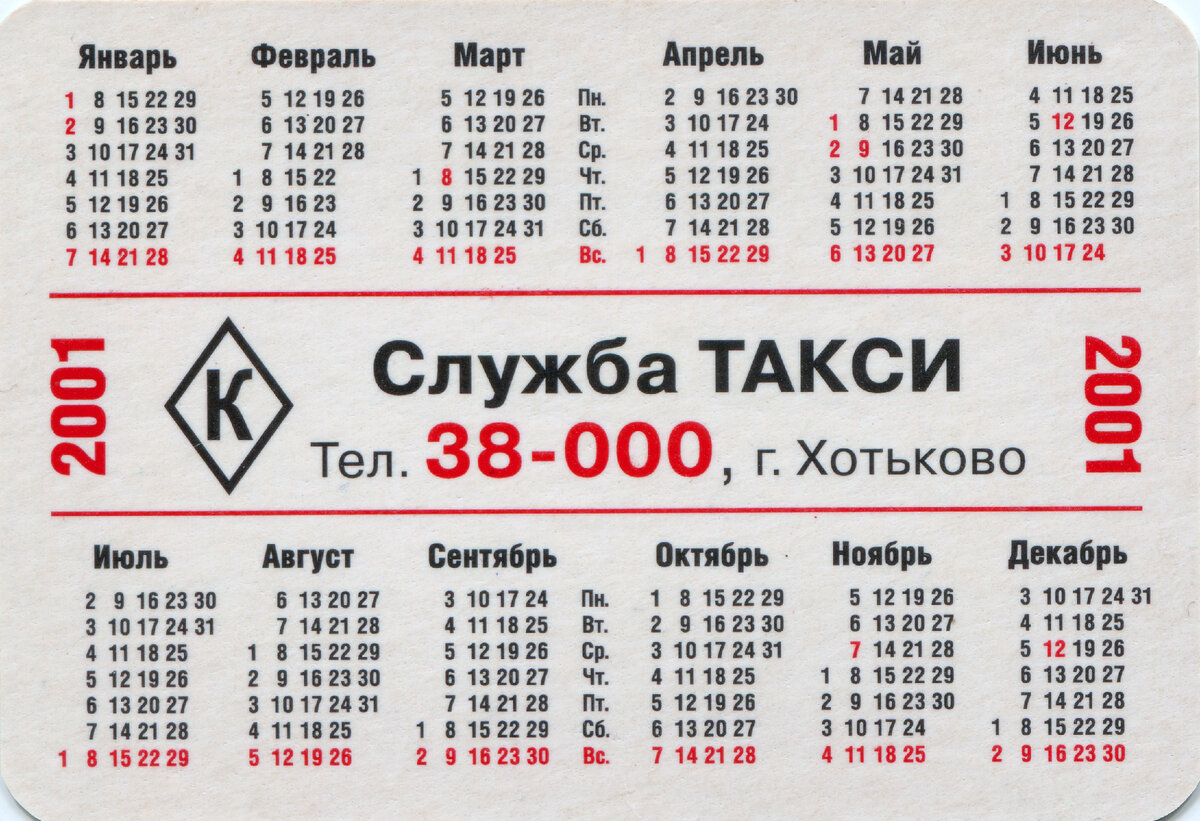 Январь Февраль Март Апрель Май Июнь
1 8 15 22 29 5 12 19 26 5 12 19 26 Пн. 2 9 16 23 30 7 14 21 28 4 11 18 25
2 9 16 23 30 6 13 20 27 6 13 20 27 Вт. 3 10 17 24 1 8 15 22 29 5 12 19 26
3 10 17 24 31 7 14 21 28 7 14 21 28 Ср. 4 11 18 25 2 9 16 23 30 6 13 20 27
4 11 18 25 1 8 15 22 1 8 15 22 29 Чт. 5 12 19 26 3 10 17 24 31 7 14 21 28
5 12 19 26 2 9 16 23 2 9 16 23 30 Пт. 6 13 20 27 4 11 18 25 1 8 15 22 29
6 13 20 27 3 10 17 24 3 10 17 24 31 Сб. 7 14 21 28 5 12 19 26 2 9 16 23 30
7 14 21 28 4 11 18 25 4 11 18 25 Вс. 1 8 15 22 29 6 13 20 27 3 10 17 24
2001
К
Служба ТАКСИ
Тел. 38-000, г. Хотьково
2001
Июль Август Сентябрь Октябрь Ноябрь Декабрь
2 9 16 23 30 6 13 20 27 3 10 17 24 Пн. 1 8 15 22 29 5 12 19 26 3 10 17 24 31
3 10 17 24 31 7 14 21 28 4 11 18 25 Вт. 2 9 16 23 30 6 13 20 27 4 11 18 25
4 11 18 25 1 8 15 22 29 5 12 19 26 Ср. 3 10 17 24 31 7 14 21 28 5 12 19 26
5 12 19 26 2 9 16 23 30 6 13 20 27 Чт. 4 11 18 25 1 8 15 22 29 6 13 20 27
6 13 20 27 3 10 17 24 31 7 14 21 28 Пт. 5 12 19 26 2 9 16 23 30 7 14 21 28
7 14 21 28 4 11 18 25 1 8 15 22 29 Сб. 6 13 20 27 3 10 17 24 1 8 15 22 29
1 8 15 22 29 5 12 19 26 2 9 16 23 30 Вс. 7 14 21 28 4 11 18 25 2 9 16 23 30